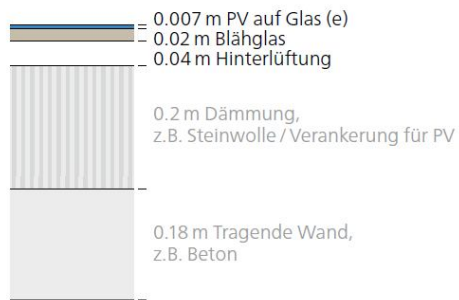 0.007 m PV auf Glas (e)
0.02 m Blähglas
0.04 m Hinterlüftung
0.2 m Dämmung,
z.B. Steinwolle / Verankerung für PV
0.18 m Tragende Wand,
z.B. Beton